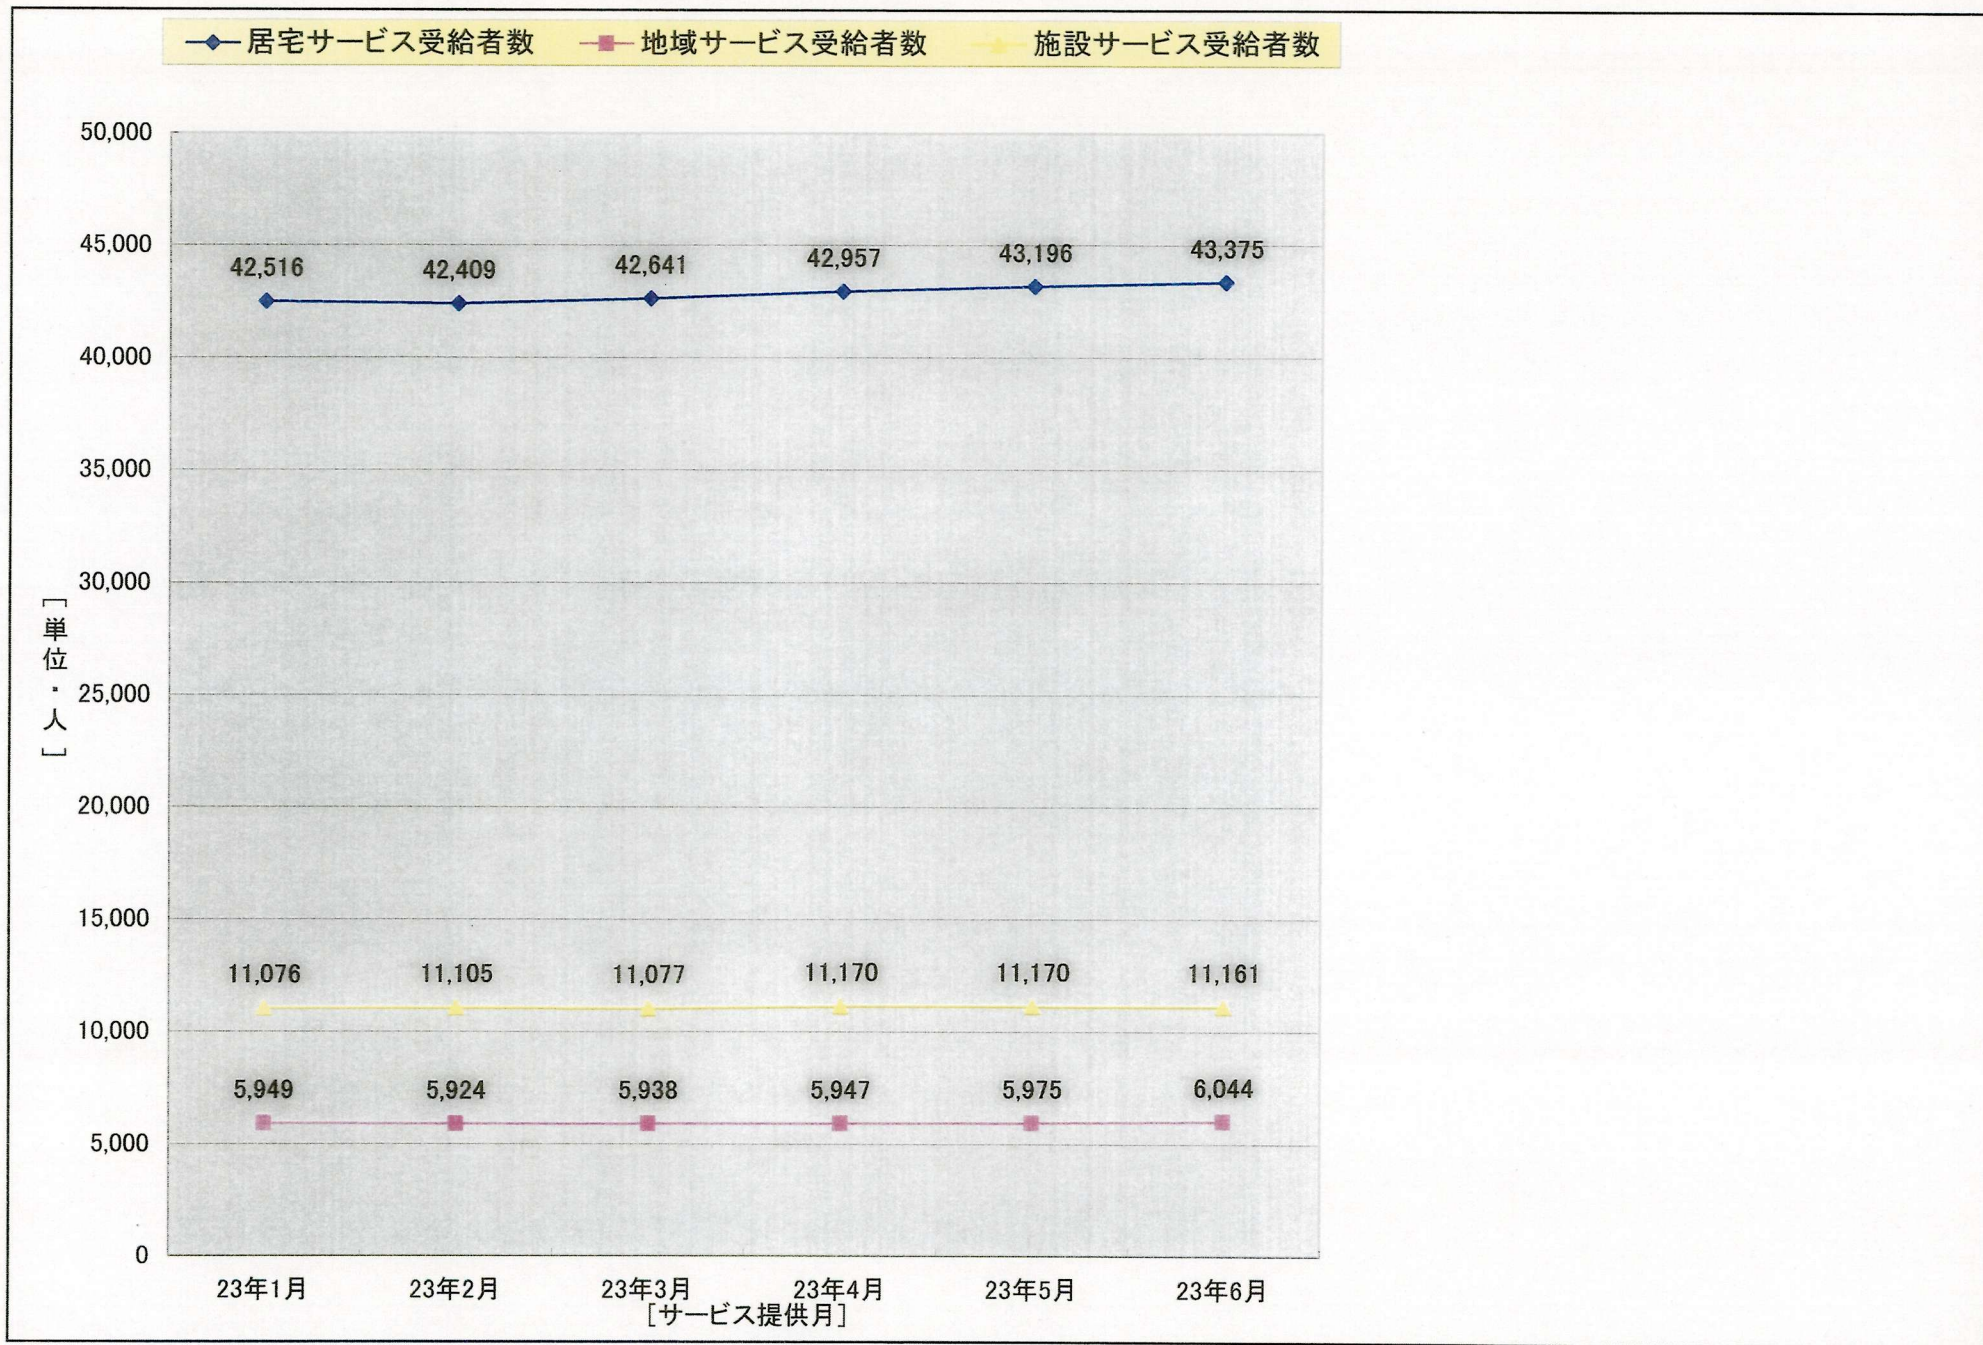 居宅サービス受給者数 地域サービス受給者数 施設サービス受給者数
50,000
45,000
40,000
35,000
30,000
25,000
20,000
15,000
10,000
5,000
0
［単位・人］
42,516 42,409 42,641 42,957 43,196 43,375
11,076 11,105 11,077 11,170 11,170 11,161
5,949 5,924 5,938 5,947 5,975 6,044
23年1月 23年2月 23年3月 23年4月 23年5月 23年6月
［サービス提供月］